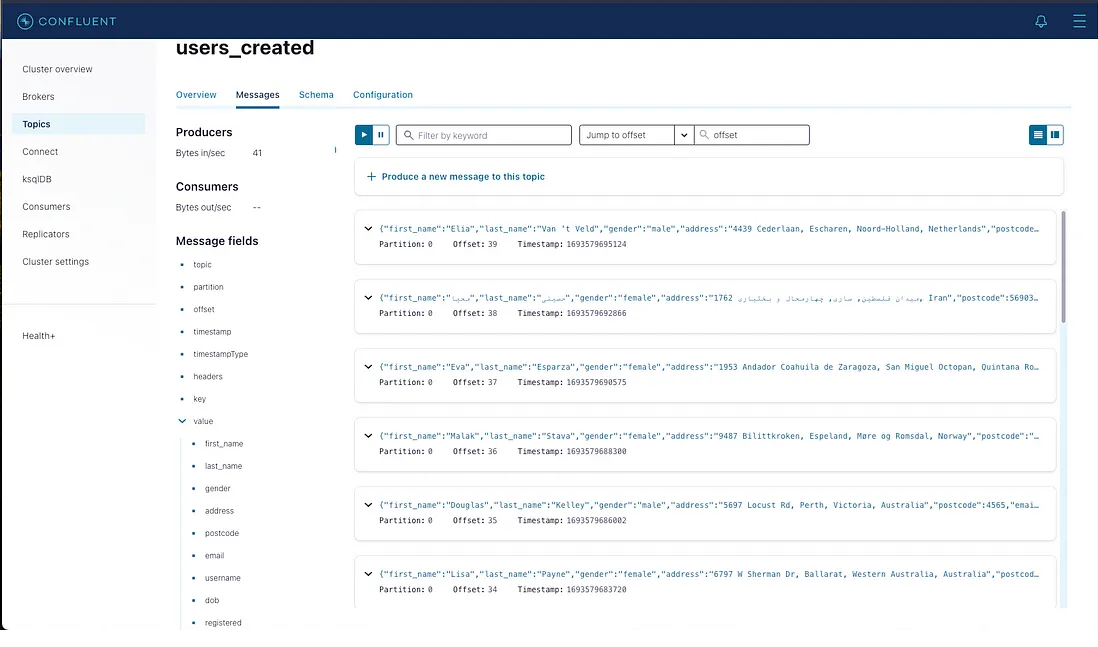 CONFLUENT
users_created
Cluster overview
Brokers
Topics
Connect
ksqlDB
Consumers
Replicators
Cluster settings
Health+
Overview Messages Schema Configuration
Producers
Bytes in/sec 41
Consumers
Bytes out/sec --
Message fields
topic
partition
offset
timestamp
timestampType
headers
key
value
first_name
last_name
gender
address
postcode
email
username
dob
registered
Filter by keyword
Jump to offset
offset
Produce a new message to this topic
{"first_name":"Elia","last_name":"Van 't Veld","gender":"male","address":"4439 Cederlaan, Escharen, Noord-Holland, Netherlands","postcode…
Partition: 0 Offset: 39 Timestamp: 1693579695124
{"first_name":"محیا","last_name":"حسینی","gender":"female","address":"1762 میدان فلسطین, ساری, چهارمحال و بختیاری, Iran","postcode":56903…
Partition: 0 Offset: 38 Timestamp: 1693579692866
{"first_name":"Eva","last_name":"Esparza","gender":"female","address":"1953 Andador Coahuila de Zaragoza, San Miguel Octopan, Quintana Ro…
Partition: 0 Offset: 37 Timestamp: 1693579690575
{"first_name":"Malak","last_name":"Stava","gender":"female","address":"9487 Bilittkroken, Espeland, Møre og Romsdal, Norway","postcode":"…
Partition: 0 Offset: 36 Timestamp: 1693579688300
{"first_name":"Douglas","last_name":"Kelley","gender":"male","address":"5697 Locust Rd, Perth, Victoria, Australia","postcode":4565,"emai…
Partition: 0 Offset: 35 Timestamp: 1693579686002
{"first_name":"Lisa","last_name":"Payne","gender":"female","address":"6797 W Sherman Dr, Ballarat, Western Australia, Australia","postcod…
Partition: 0 Offset: 34 Timestamp: 1693579683720